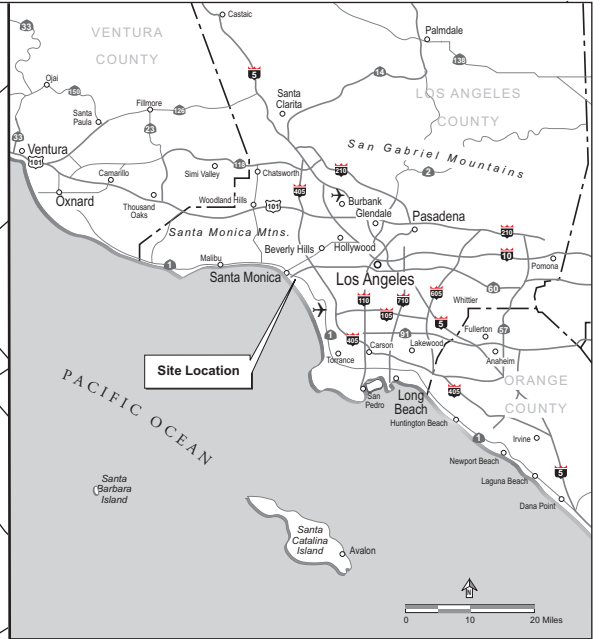 33
Castaic
VENTURA
COUNTY
Palmdale
5
14
138
Ojai
150
Santa
Clarita
LOS ANGELES
COUNTY
Santa
Paula
Fillmore
126
23
33
Ventura
101
San Gabriel Mountains
2
Camarillo
Simi Valley
118
Chatsworth
210
405
Oxnard
Thousand
Oaks
Woodland Hills
101
Burbank
Glendale
Pasadena
Santa Monica Mtns.
Beverly Hills
Hollywood
210
10
Pomona
1
Malibu
Santa Monica
Los Angeles
60
110
710
605
Whittier
105
5
Fullerton
57
1
405
91
Carson
Lakewood
Torrance
Anaheim
Site Location
ORANGE
COUNTY
405
San
Pedro
Long
Beach
Huntington Beach
1
Irvine
PACIFIC OCEAN
Newport Beach
5
Laguna Beach
Dana Point
Santa
Barbara
Island
Santa
Catalina
Island
Avalon
N
0 10 20 Miles